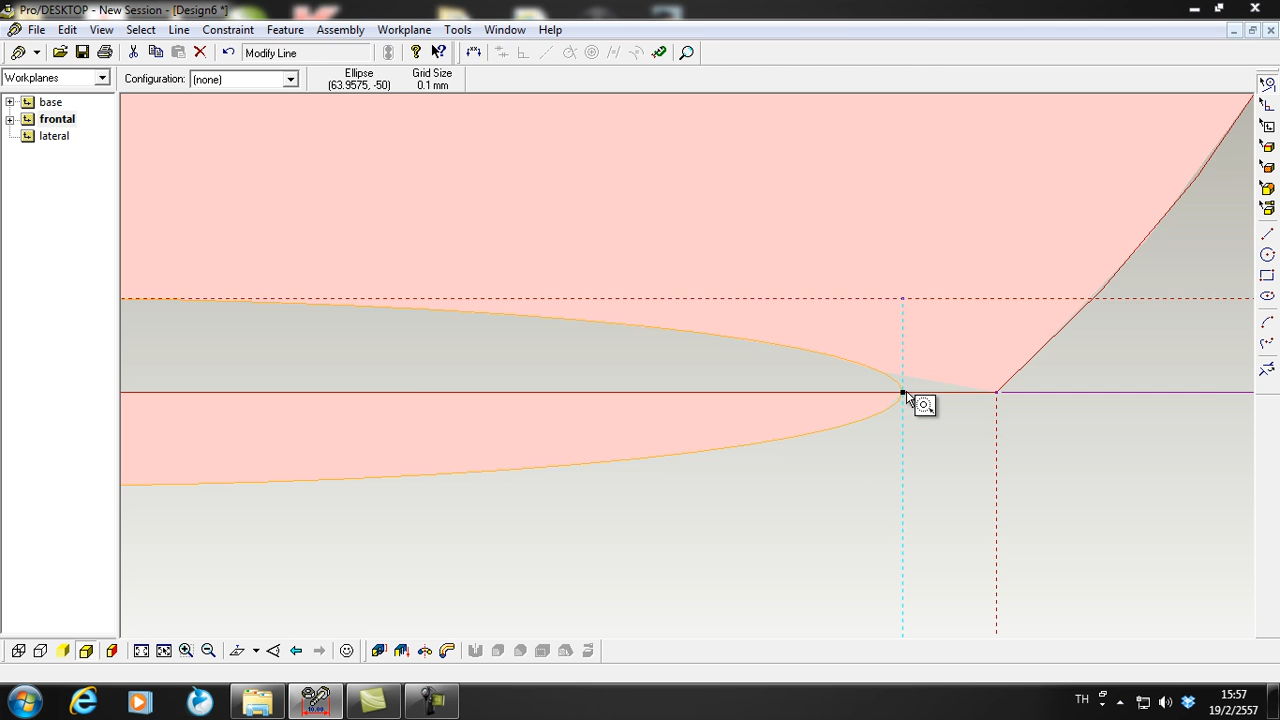 Pro/DESKTOP - New Session - [Design6 *]
File Edit View Select Line Constraint Feature Assembly Workplane Tools Window Help
Modify Line
Workplanes
Configuration: (none)
Ellipse
(63.9575, -50)
Grid Size
0.1 mm
base
frontal
lateral
10.00
TH
15:57
19/2/2557